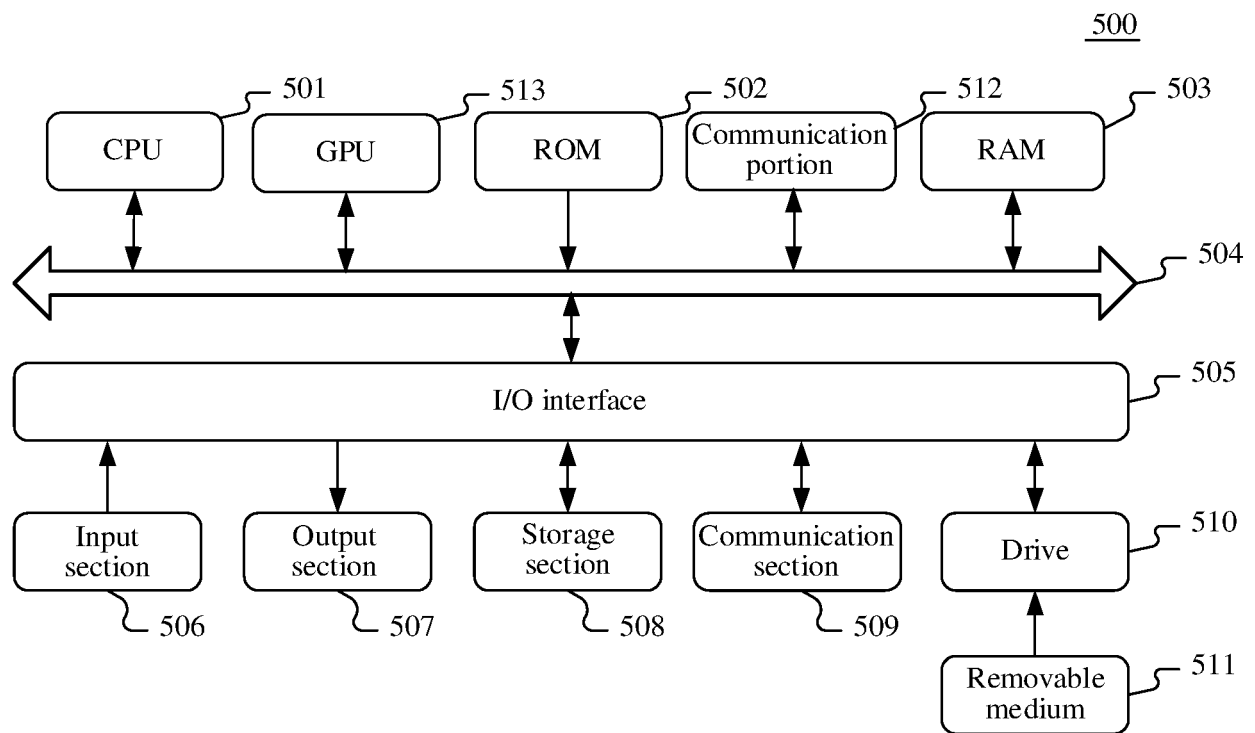 500
501
513
502
512
503
CPU
GPU
ROM
Communication
portion
RAM
504
505
I/O interface
Input
section
Output
section
Storage
section
Communication
section
Drive
510
506
507
508
509
Removable
medium
511